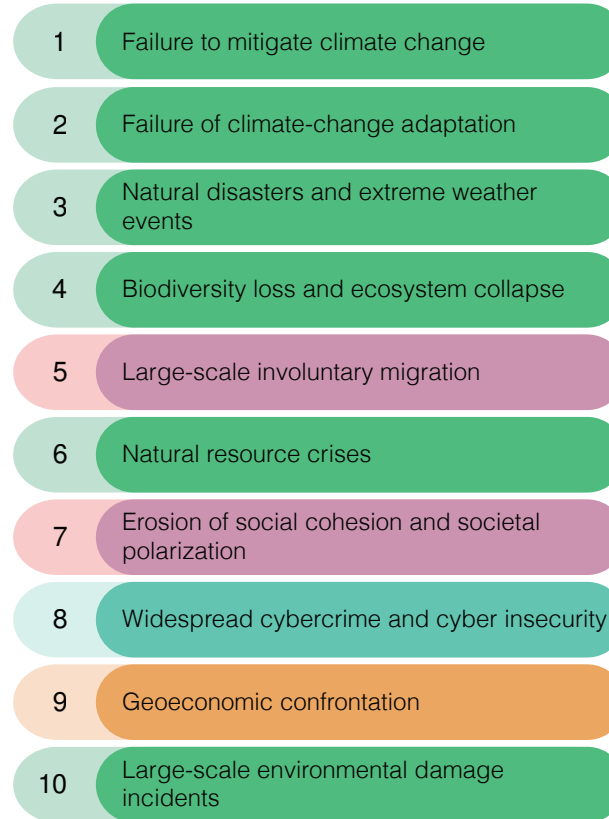 1 Failure to mitigate climate change
2 Failure of climate-change adaptation
3 Natural disasters and extreme weather
events
4 Biodiversity loss and ecosystem collapse
5 Large-scale involuntary migration
6 Natural resource crises
7 Erosion of social cohesion and societal
polarization
8 Widespread cybercrime and cyber insecurity
9 Geoeconomic confrontation
10 Large-scale environmental damage
incidents